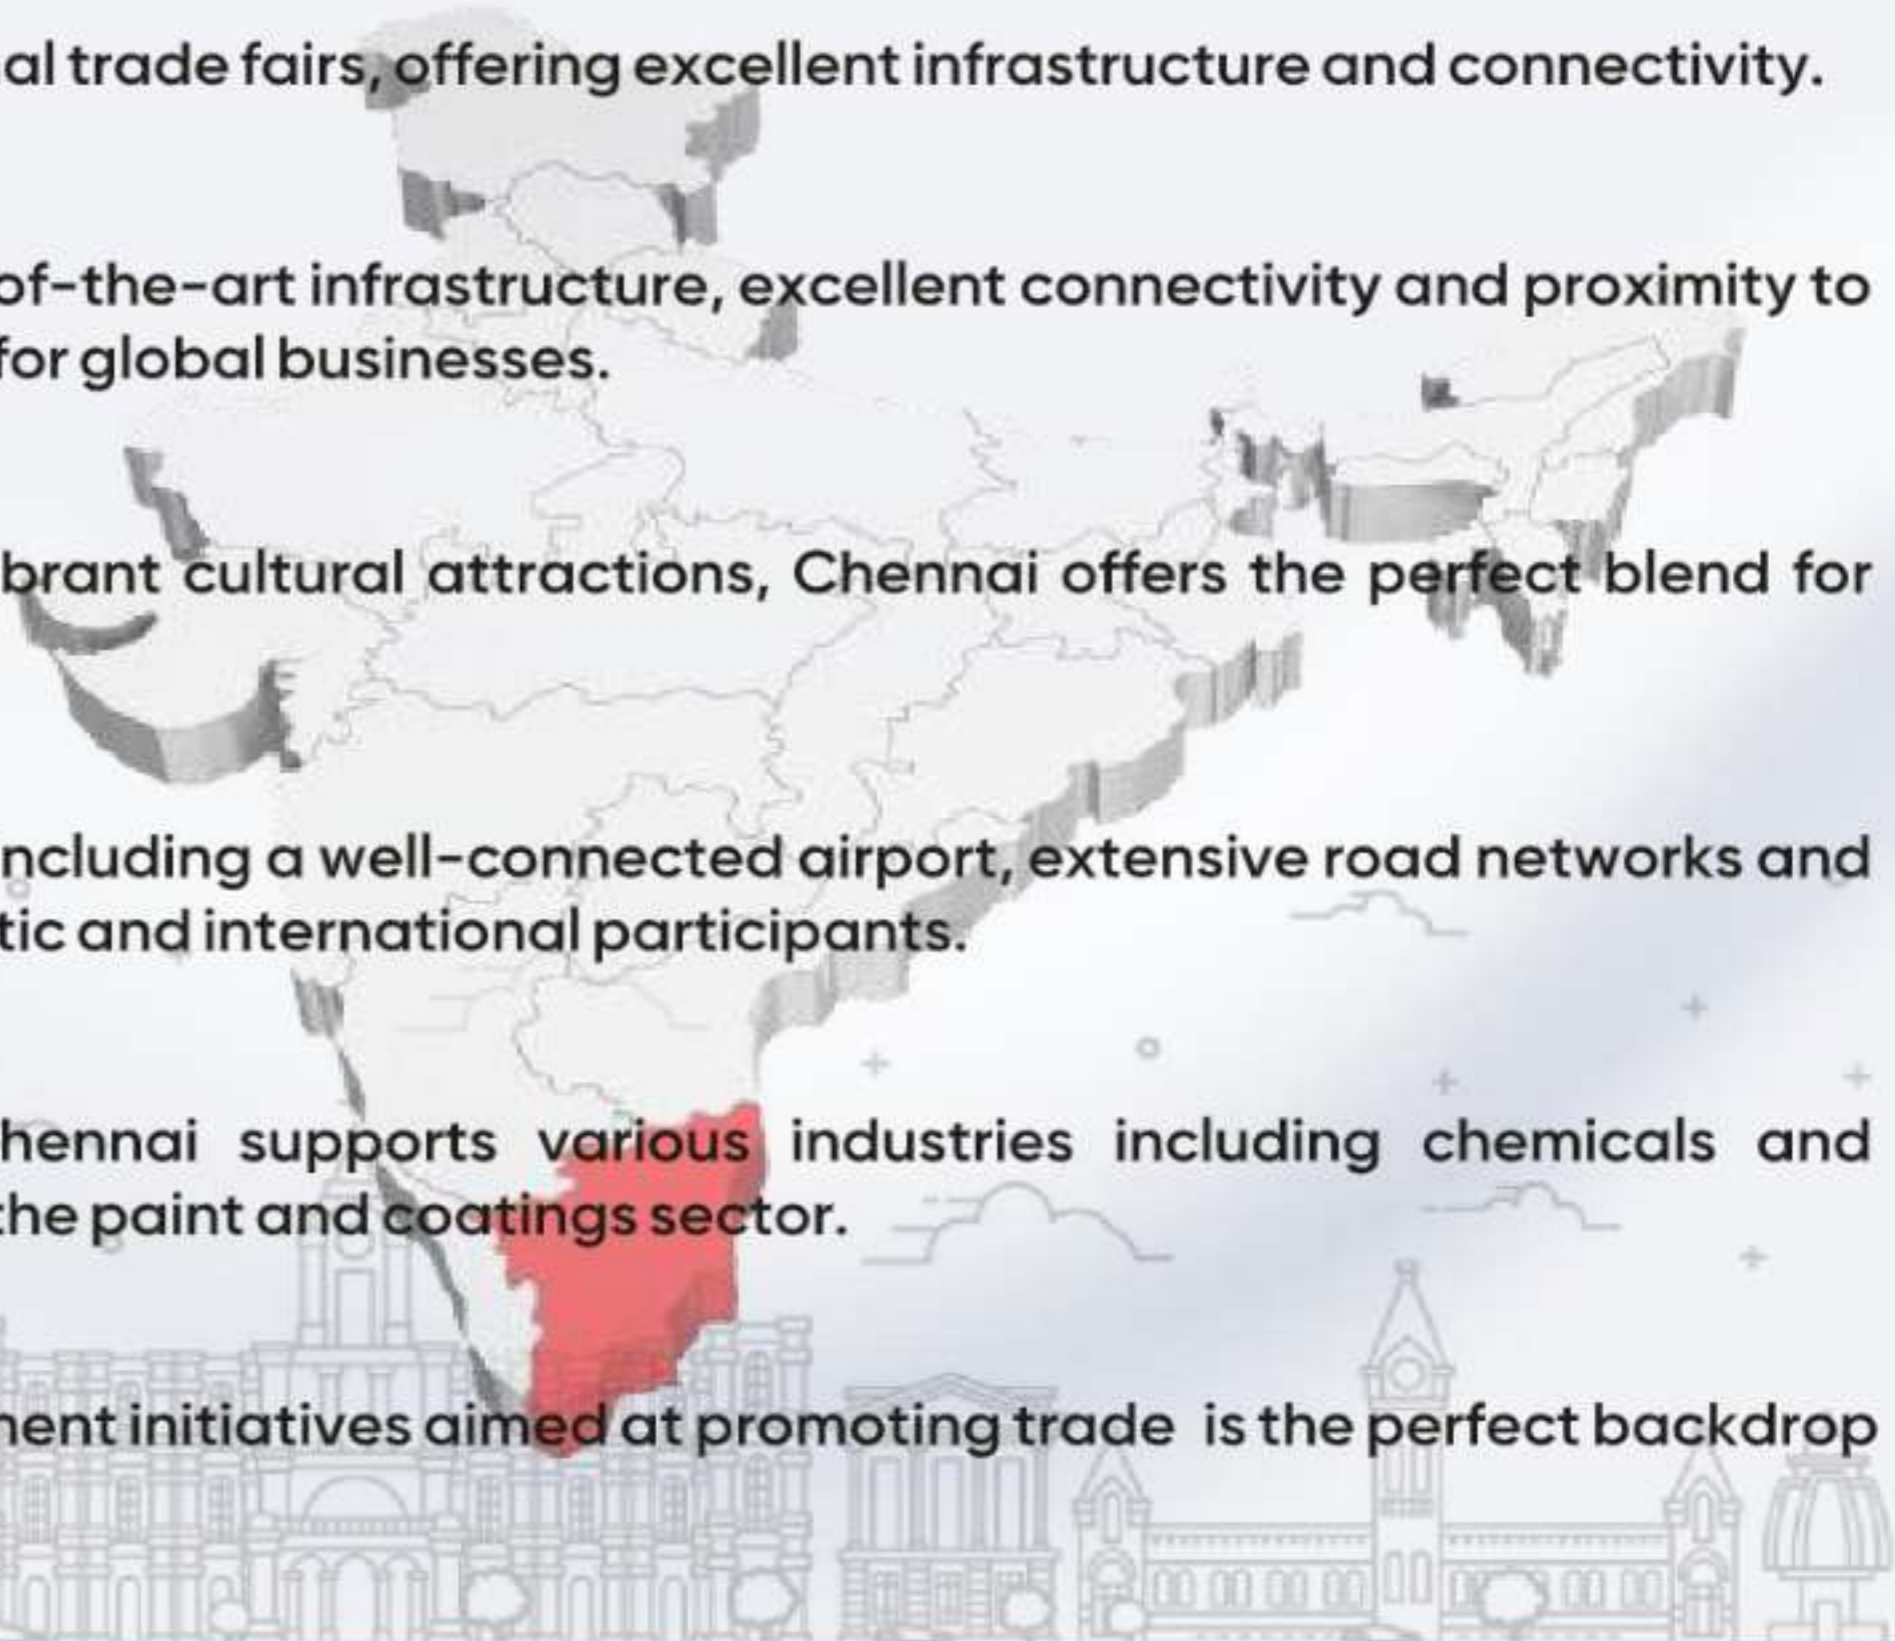 al trade fairs, offering excellent infrastructure and connectivity.
of-the-art infrastructure, excellent connectivity and proximity to
for global businesses.
brant cultural attractions, Chennai offers the perfect blend for
ncluding a well-connected airport, extensive road networks and
tic and international participants.
hennai supports various industries including chemicals and
the paint and coatings sector.
ent initiatives aimed at promoting trade is the perfect backdrop